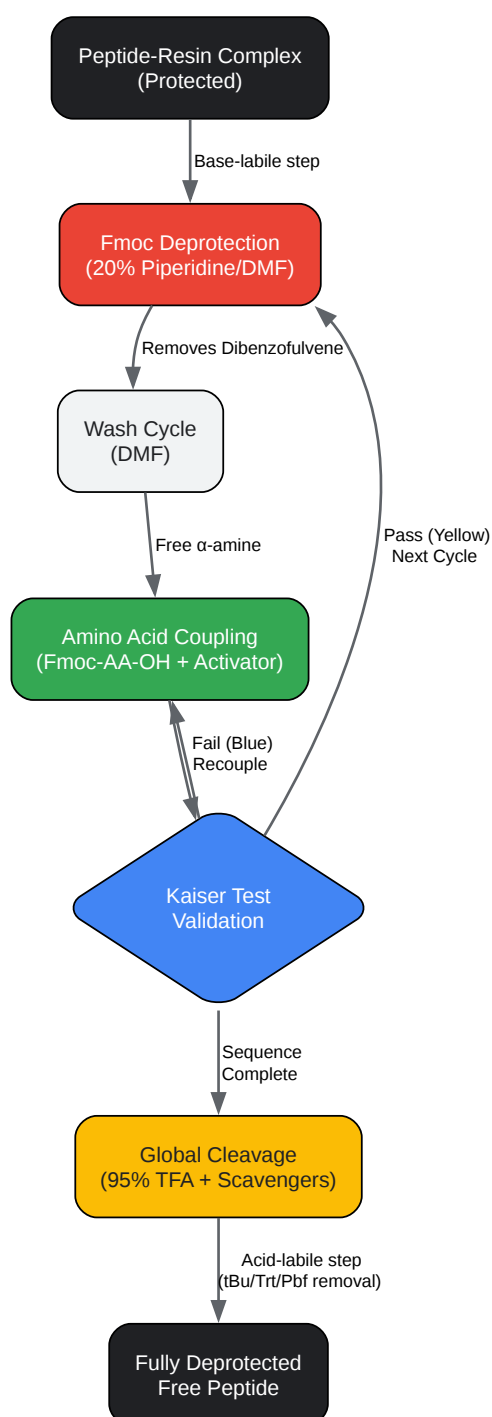 Peptide-Resin Complex
(Protected)
Base-labile step
Fmoc Deprotection
(20% Piperidine/DMF)
Removes Dibenzofulvene
Wash Cycle
(DMF)
Pass (Yellow)
Next Cycle
Free α-amine
Amino Acid Coupling
(Fmoc-AA-OH + Activator)
Fail (Blue)
Recouple
Kaiser Test
Validation
Sequence
Complete
Global Cleavage
(95% TFA + Scavengers)
Acid-labile step
(tBu/Trt/Pbf removal)
Fully Deprotected
Free Peptide